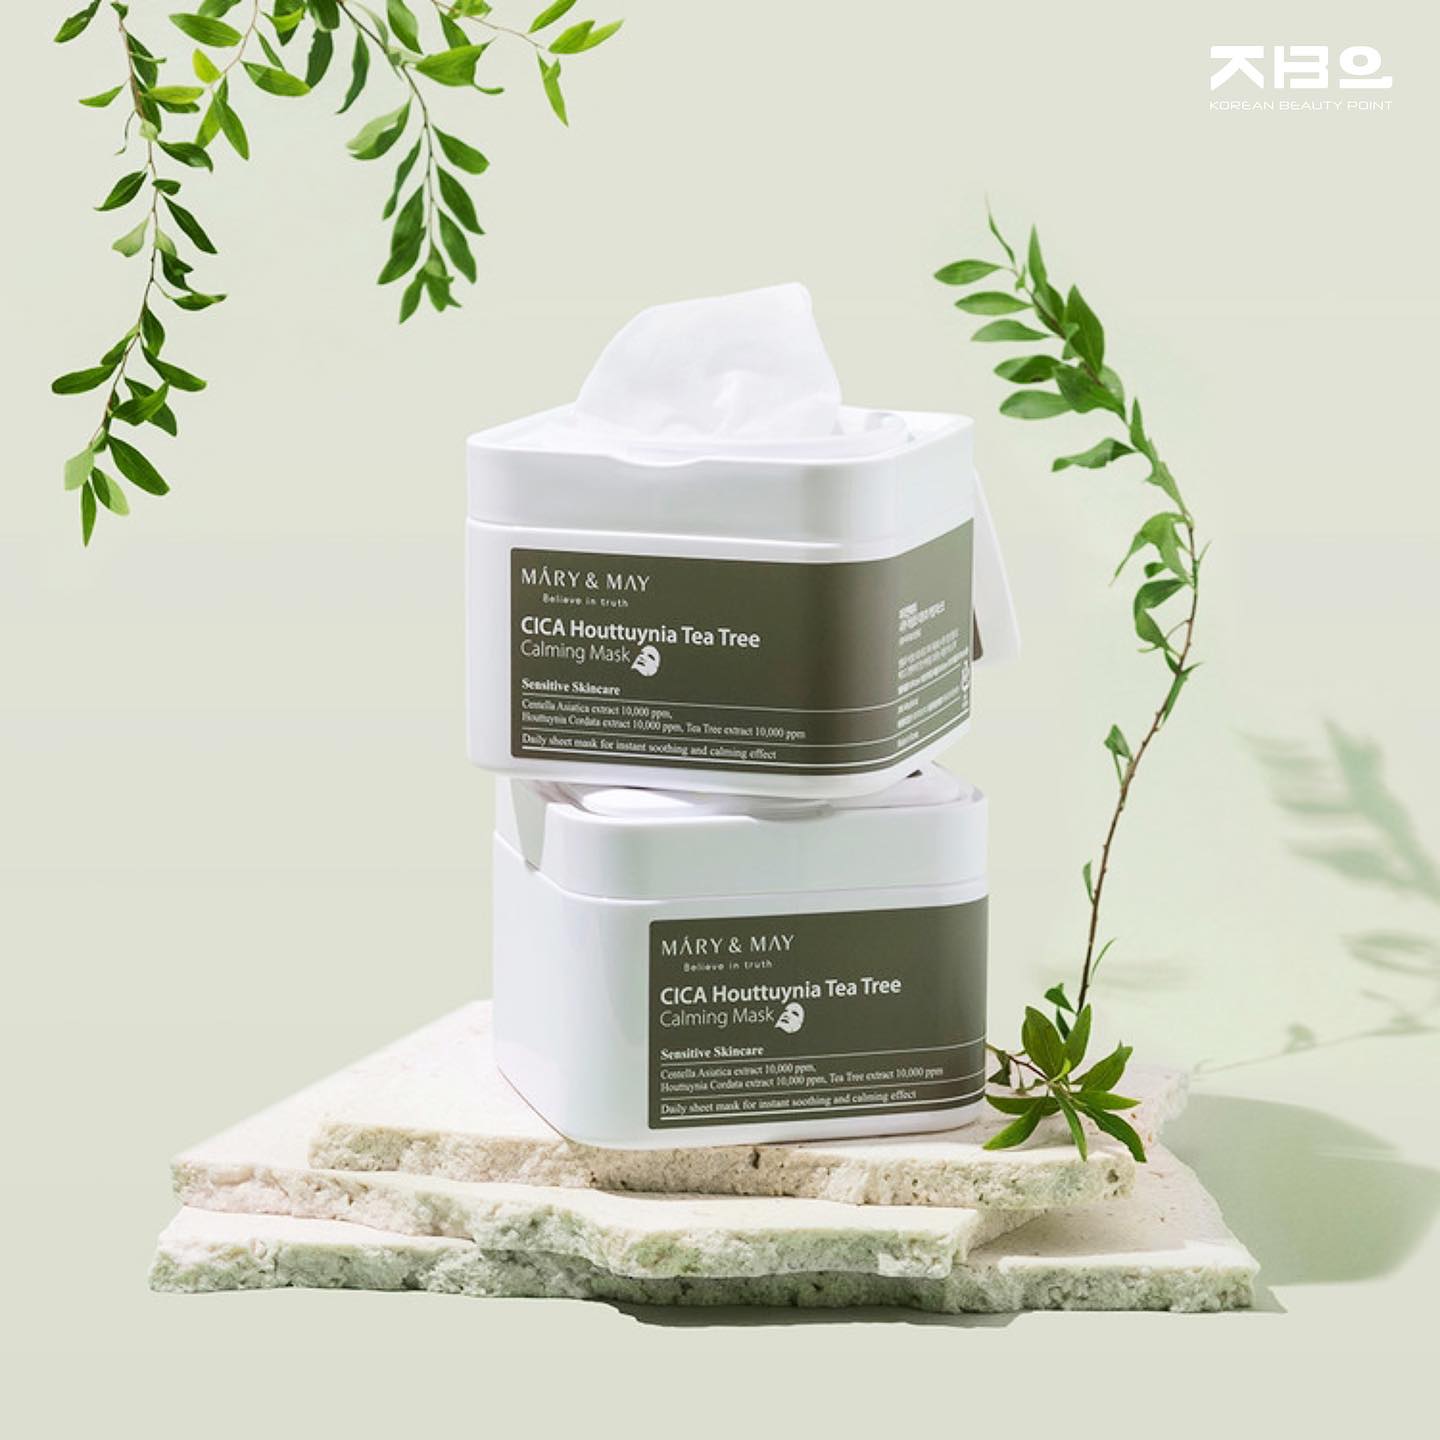 KOREAN BEAUTY POINT
MÁRY & MAY
Believe in truth
CICA Houttuynia Tea Tree
Calming Mask
Sensitive Skincare
Centella Asiatica extract 10,000 ppm,
Houttuynia Cordata extract 10,000 ppm, Tea Tree extract 10,000 ppm
Daily sheet mask for instant soothing and calming effect
MÁRY & MAY
Believe in truth
CICA Houttuynia Tea Tree
Calming Mask
Sensitive Skincare
Centella Asiatica extract 10,000 ppm,
Houttuynia Cordata extract 10,000 ppm, Tea Tree extract 10,000 ppm
Daily sheet mask for instant soothing and calming effect